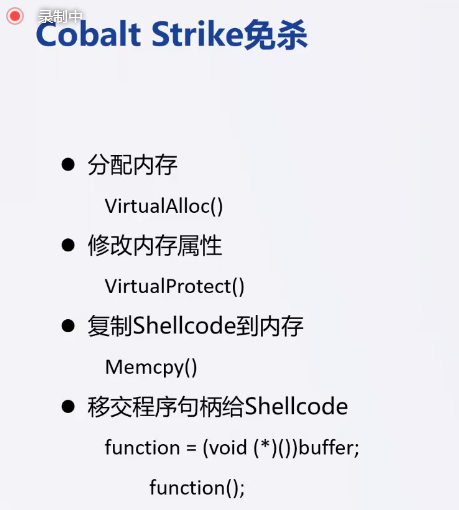 录制中
Cobalt Strike免杀
● 分配内存
VirtualAlloc()
● 修改内存属性
VirtualProtect()
● 复制Shellcode到内存
Memcpy()
● 移交程序句柄给Shellcode
function = (void (*)())buffer;
function();